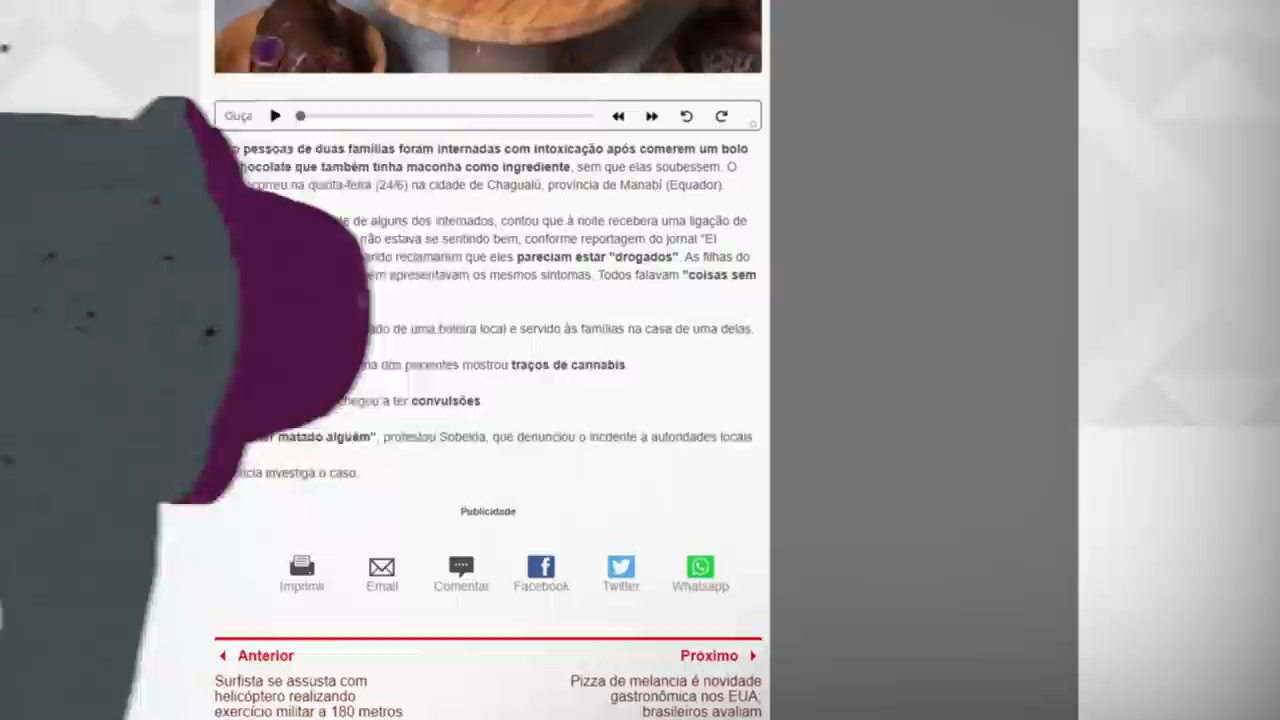 Ouça
pessoas de duas famílias foram internadas com intoxicação após comerem um bolo
chocolate que também tinha maconha como ingrediente, sem que elas soubessem. O
na quinta-feira (24/6) na cidade de Chagualú, província de Manabí (Equador).
de alguns dos internados, contou que à noite recebera uma ligação de
não estava se sentindo bem, conforme reportagem do jornal "El
reclamaram que eles pareciam estar "drogados". As filhas do
apresentavam os mesmos sintomas. Todos falavam "coisas sem
de uma boleira local e servido às famílias na casa de uma delas.
dos pacientes mostrou traços de cannabis.
chegou a ter convulsões.
matado alguém", protestou Sobeida, que denunciou o incidente a autoridades locais
investiga o caso.
Publicidade
Imprimir Email Comentar Facebook Twitter Whatsapp
Anterior Próximo
Surfista se assusta com Pizza de melancia é novidade
helicóptero realizando gastronômica nos EUA;
exercício militar a 180 metros brasileiros avaliam